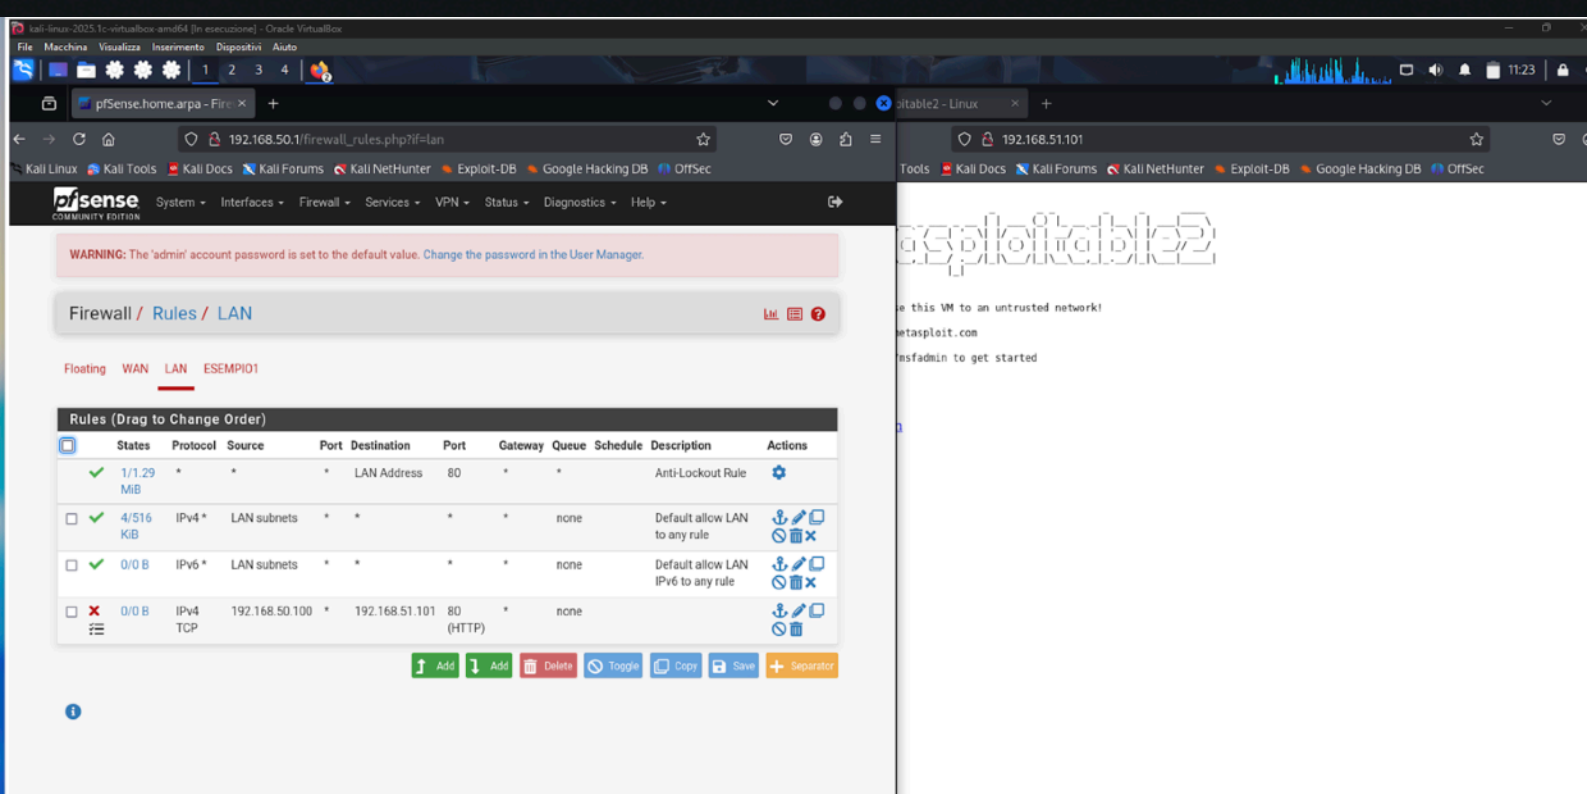 kali-linux-2025.1c-virtualbox-amd64 [In esecuzione] - Oracle VirtualBox
File Macchina Visualizza Inserimento Dispositivi Aiuto
1 2 3 4
11:23
pfSense.home.arpa - Fire
192.168.50.1/firewall_rules.php?if=lan
Kali Linux Kali Tools Kali Docs Kali Forums Kali NetHunter Exploit-DB Google Hacking DB OffSec
pfsense
COMMUNITY EDITION
System Interfaces Firewall Services VPN Status Diagnostics Help
WARNING: The 'admin' account password is set to the default value. Change the password in the User Manager.
Firewall / Rules / LAN
Floating WAN LAN ESEMPIO1
Rules (Drag to Change Order)
States Protocol Source Port Destination Port Gateway Queue Schedule Description Actions
1/1.29 * * * LAN Address 80 * * Anti-Lockout Rule
MiB
4/516 IPv4 * LAN subnets * * * * none Default allow LAN
KiB to any rule
0/0 B IPv6 * LAN subnets * * * * none Default allow LAN
IPv6 to any rule
0/0 B IPv4 192.168.50.100 * 192.168.51.101 80 * none
TCP (HTTP)
Add Add Delete Toggle Copy Save Separator
oitable2 - Linux
192.168.51.101
Tools Kali Docs Kali Forums Kali NetHunter Exploit-DB Google Hacking DB OffSec
asploitable2
se this VM to an untrusted network!
metasploit.com
msfadmin to get started